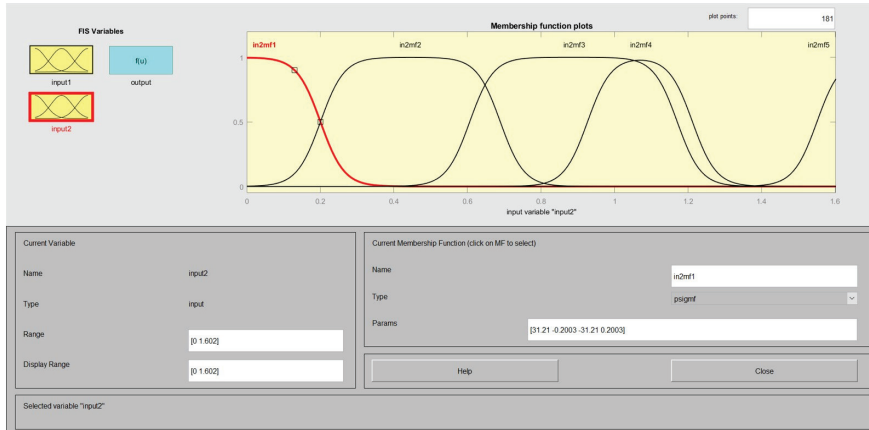 plot points:
181
FIS Variables
Membership function plots
in2mf1
in2mf2
in2mf3
in2mf4
in2mf5
f(u)
input1
output
input2
1
0.5
0
0
0.2
0.4
0.6
0.8
1
1.2
1.4
1.6
input variable "input2"
Current Variable
Name
input2
Type
input
Range
[0 1.602]
Display Range
[0 1.602]
Current Membership Function (click on MF to select)
Name
in2mf1
Type
psigmf
Params
[31.21 -0.2003 -31.21 0.2003]
Help
Close
Selected variable "input2"